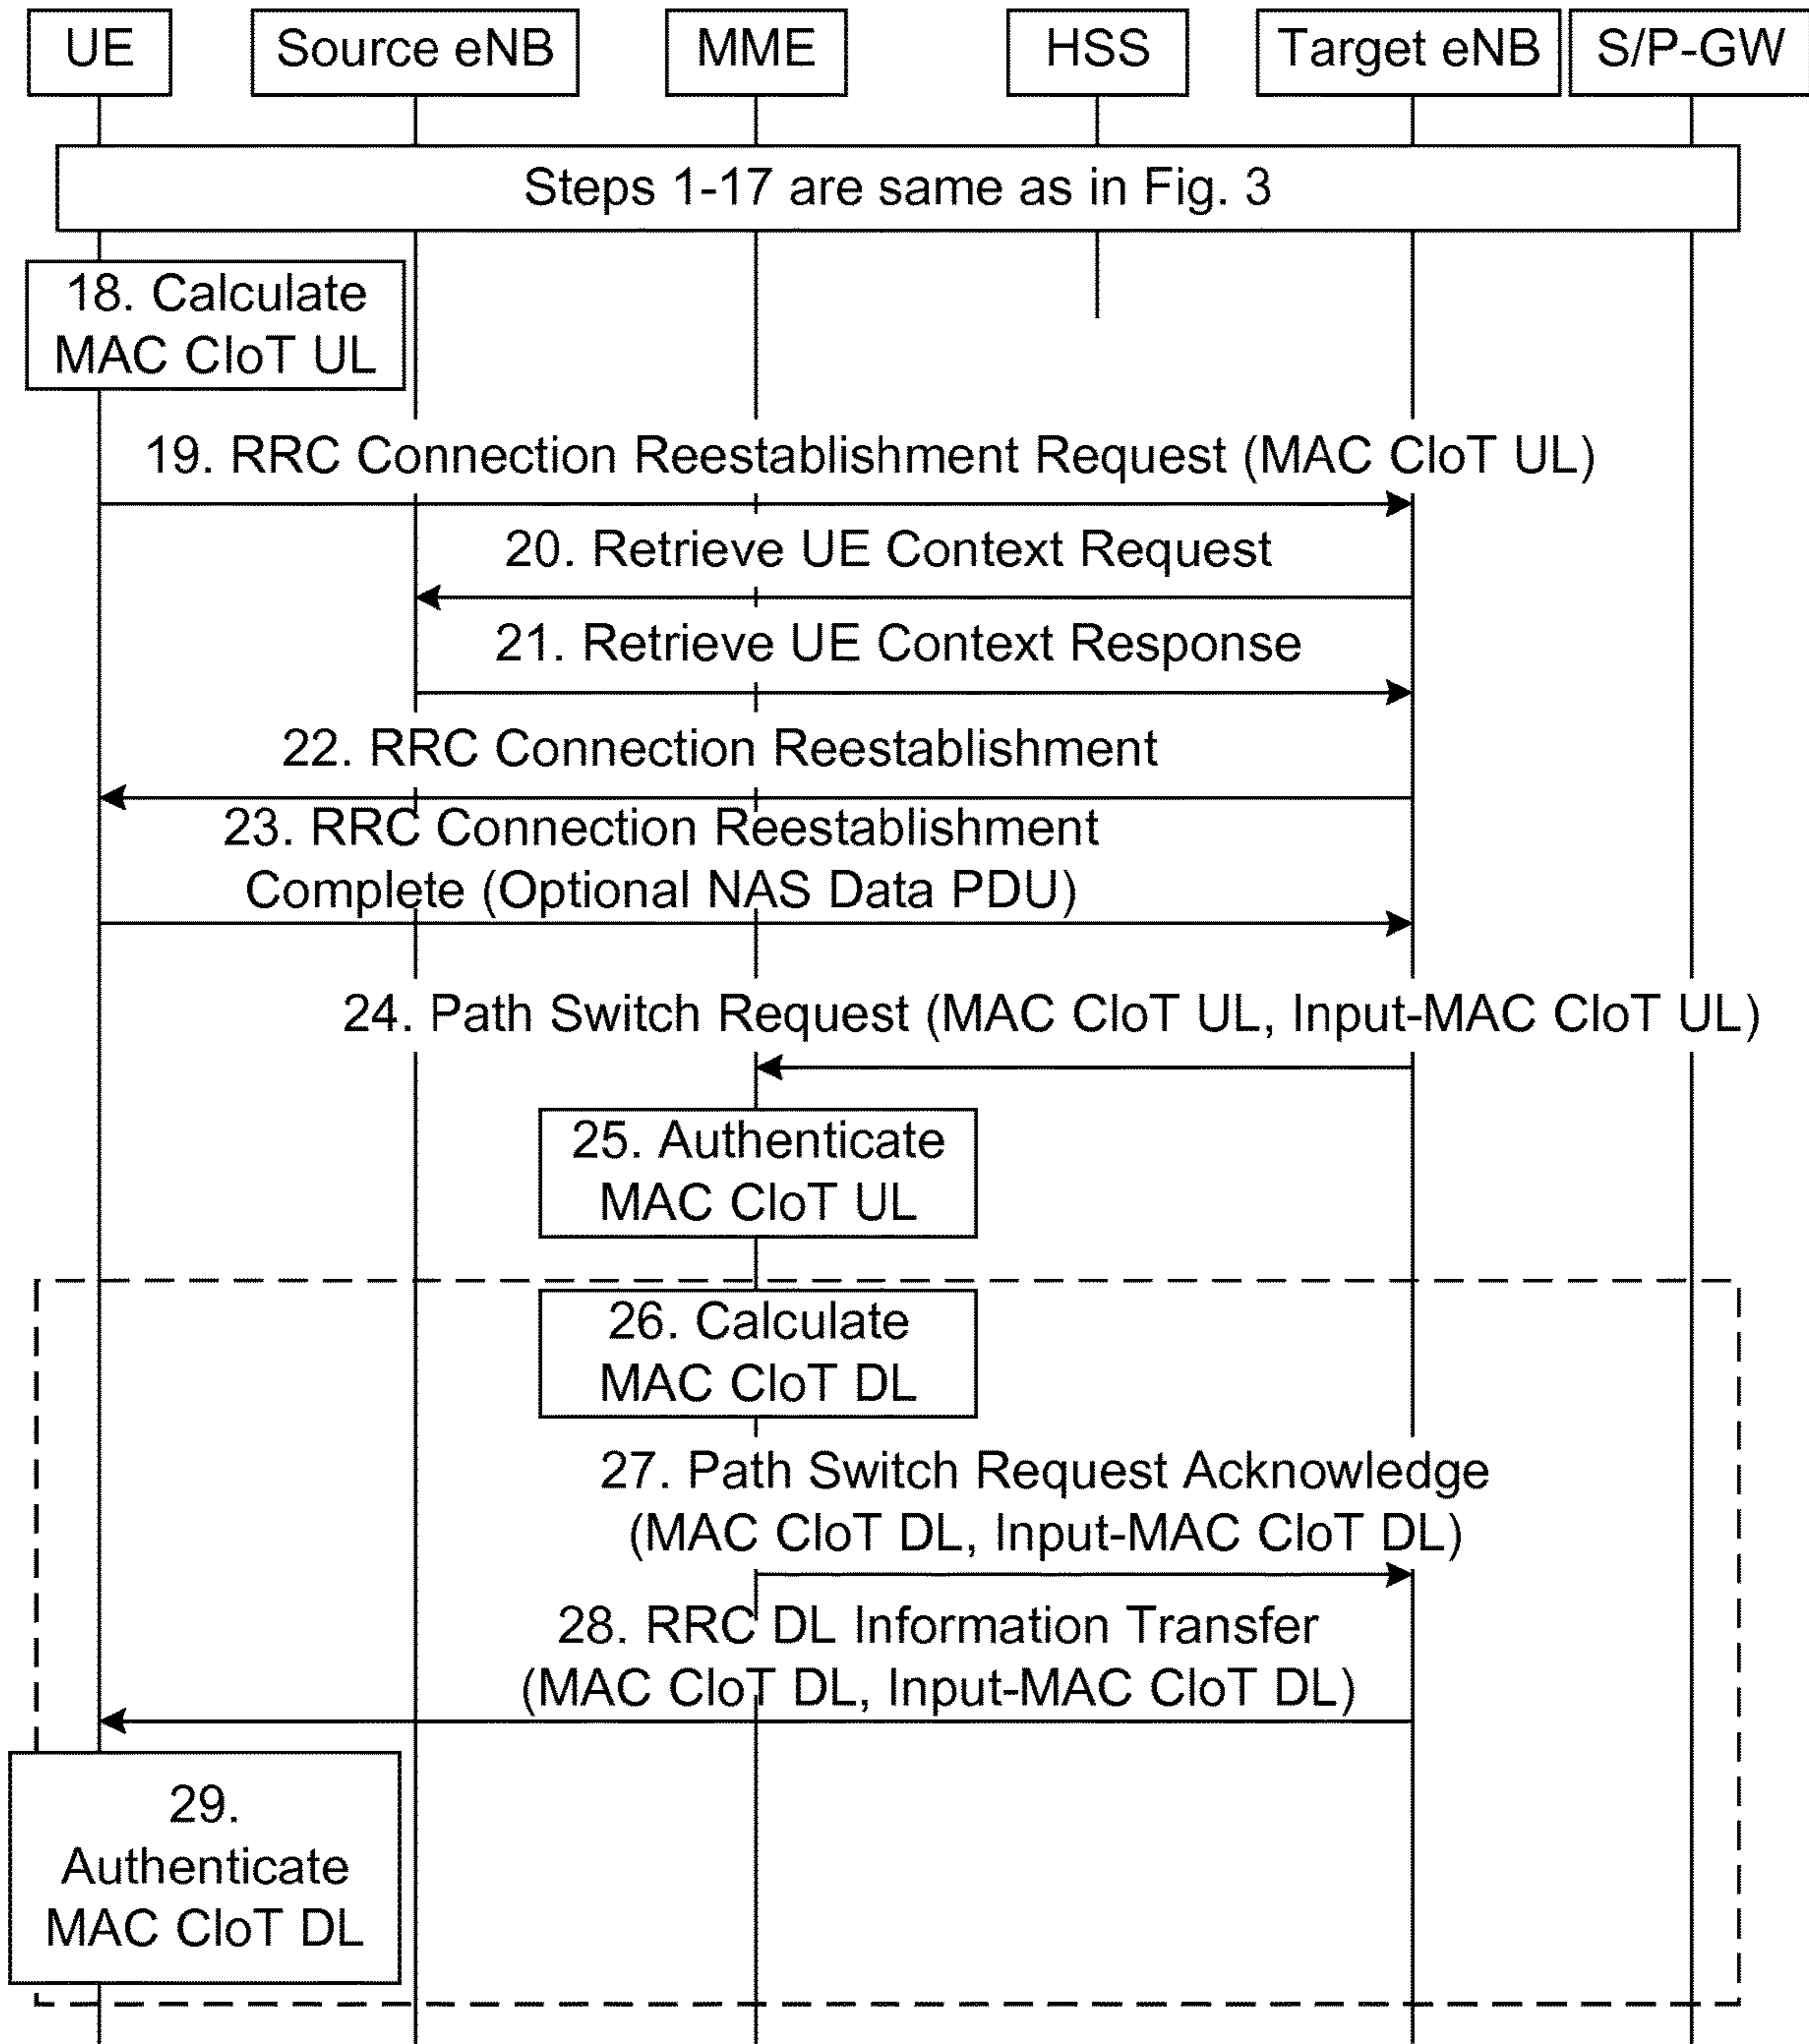 UE
Source eNB
MME
HSS
Target eNB
S/P-GW
Steps 1-17 are same as in Fig. 3
18. Calculate
MAC CIoT UL
19. RRC Connection Reestablishment Request (MAC CIoT UL)
20. Retrieve UE Context Request
21. Retrieve UE Context Response
22. RRC Connection Reestablishment
23. RRC Connection Reestablishment
Complete (Optional NAS Data PDU)
24. Path Switch Request (MAC CIoT UL, Input-MAC CIoT UL)
25. Authenticate
MAC CIoT UL
26. Calculate
MAC CIoT DL
27. Path Switch Request Acknowledge
(MAC CIoT DL, Input-MAC CIoT DL)
28. RRC DL Information Transfer
(MAC CIoT DL, Input-MAC CIoT DL)
29.
Authenticate
MAC CIoT DL